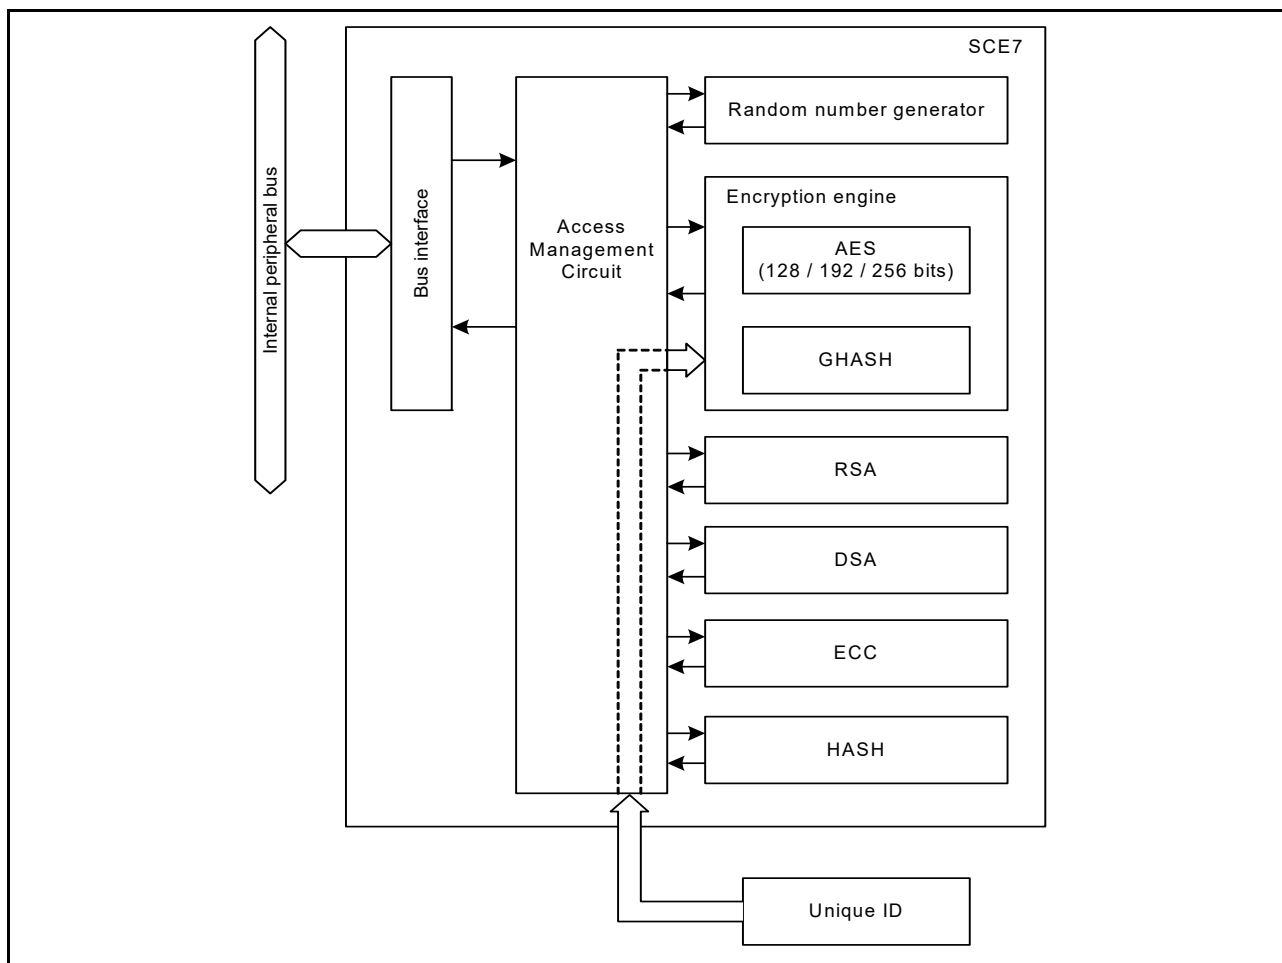 SCE7
Internal peripheral bus
Bus interface
Access
Management
Circuit
Random number generator
Encryption engine
AES
(128 / 192 / 256 bits)
GHASH
RSA
DSA
ECC
HASH
Unique ID